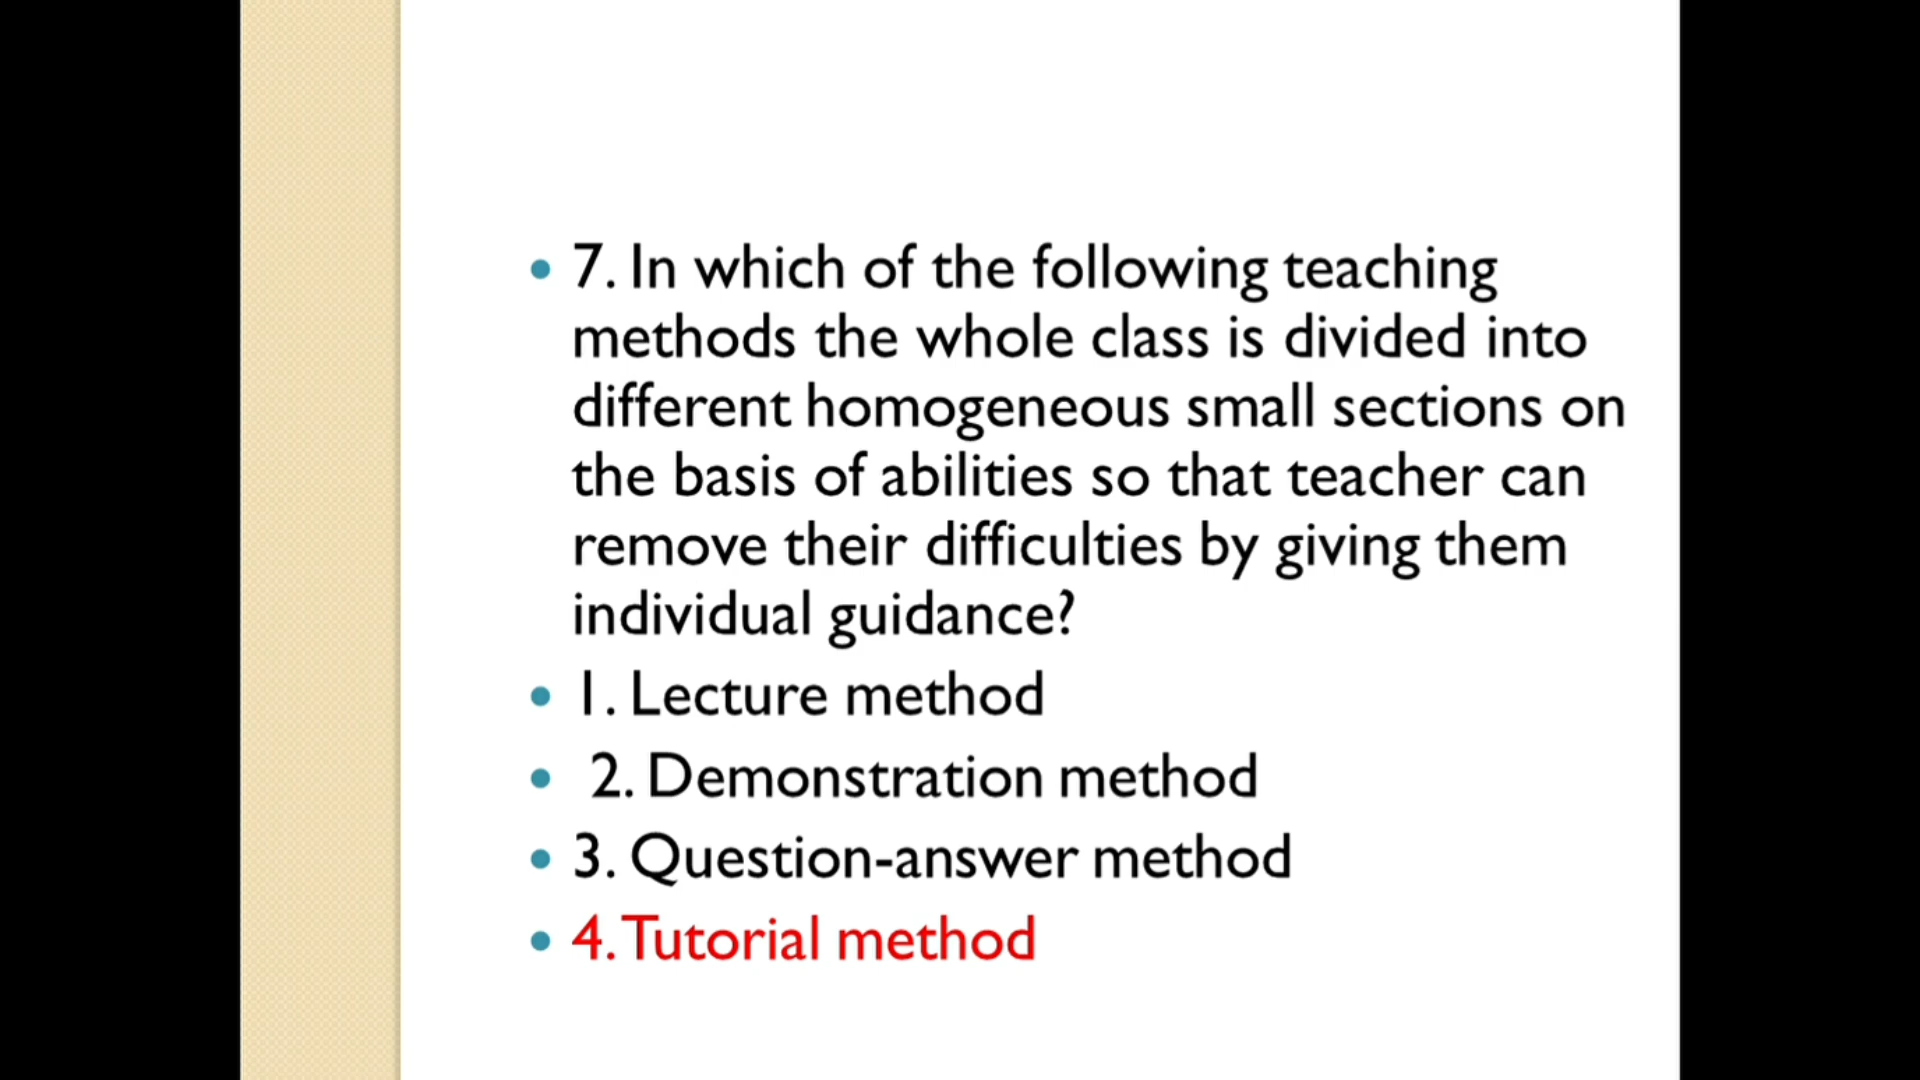 7. In which of the following teaching
methods the whole class is divided into
different homogeneous small sections on
the basis of abilities so that teacher can
remove their difficulties by giving them
individual guidance?
1. Lecture method
2. Demonstration method
3. Question-answer method
4. Tutorial method